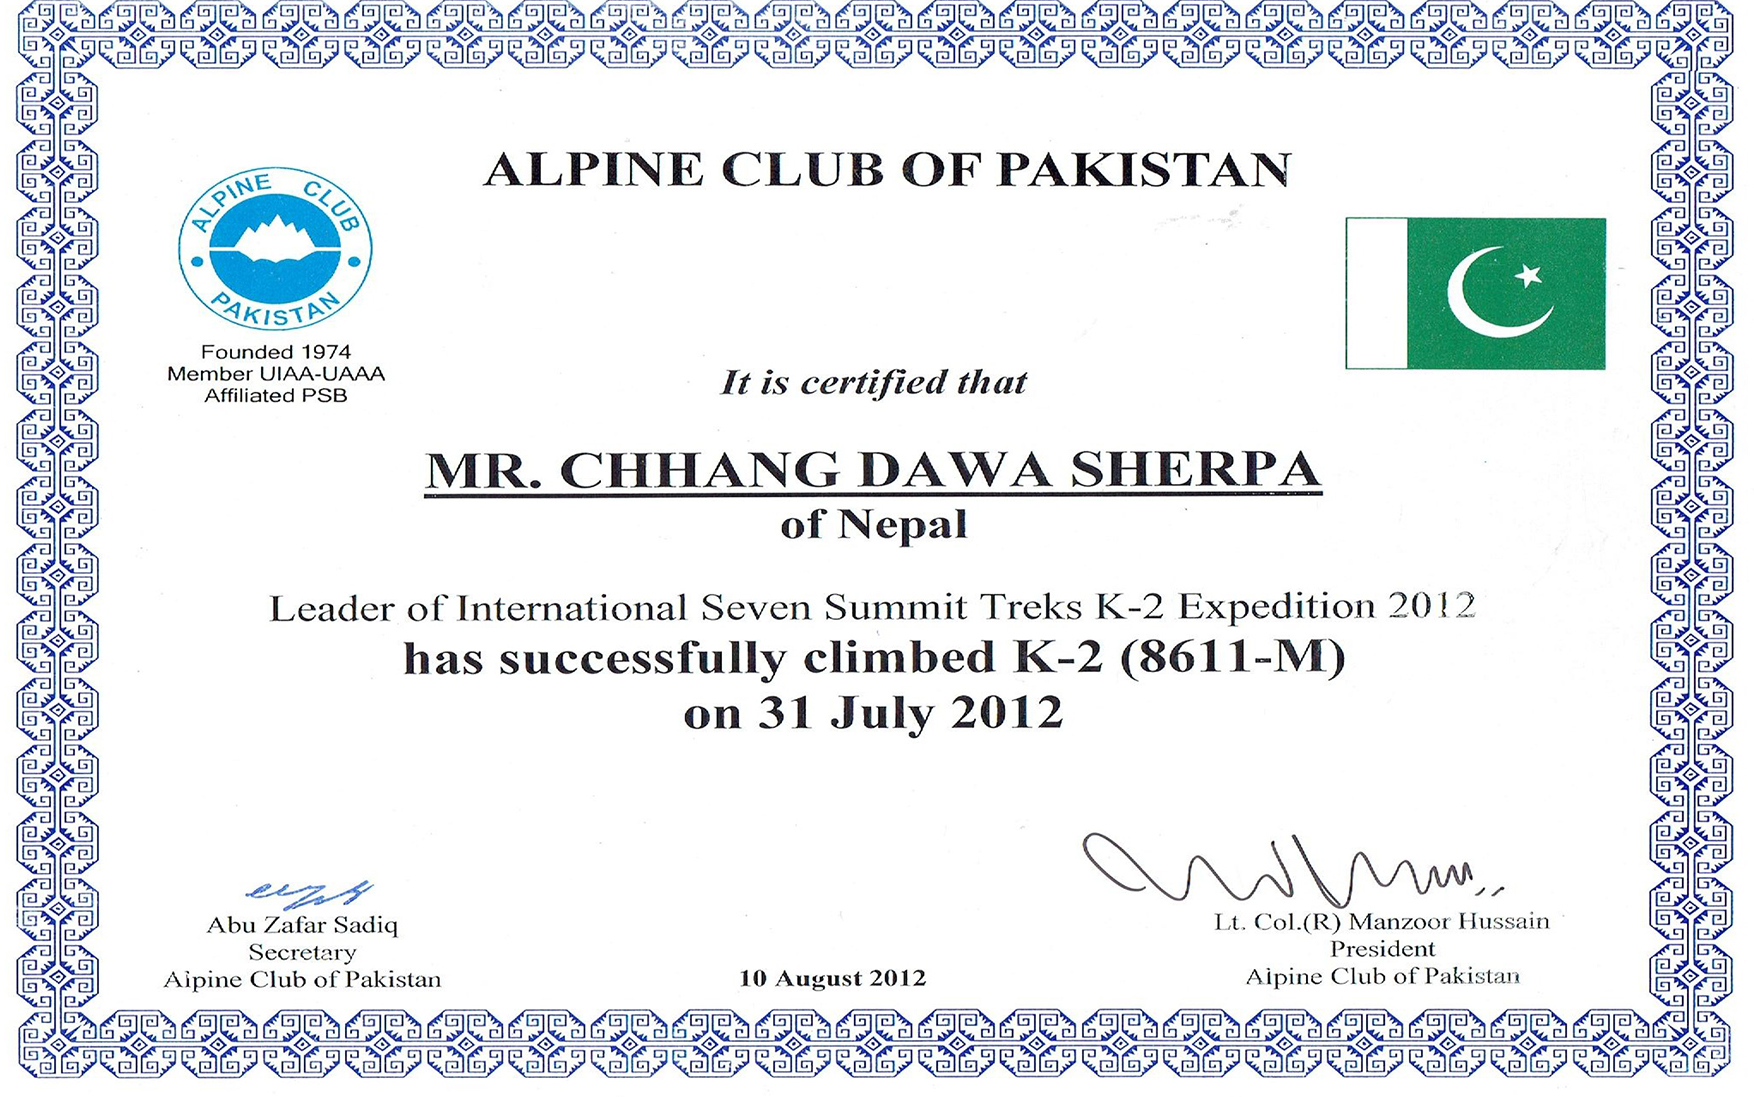 ALPINE CLUB OF PAKISTAN
ALPINE CLUB
PAKISTAN
Founded 1974
Member UIAA-UAAA
Affiliated PSB
It is certified that
MR. CHHANG DAWA SHERPA
of Nepal
Leader of International Seven Summit Treks K-2 Expedition 2012
has successfully climbed K-2 (8611-M)
on 31 July 2012
Abu Zafar Sadiq
Secretary
Alpine Club of Pakistan
10 August 2012
Lt. Col.(R) Manzoor Hussain
President
Alpine Club of Pakistan